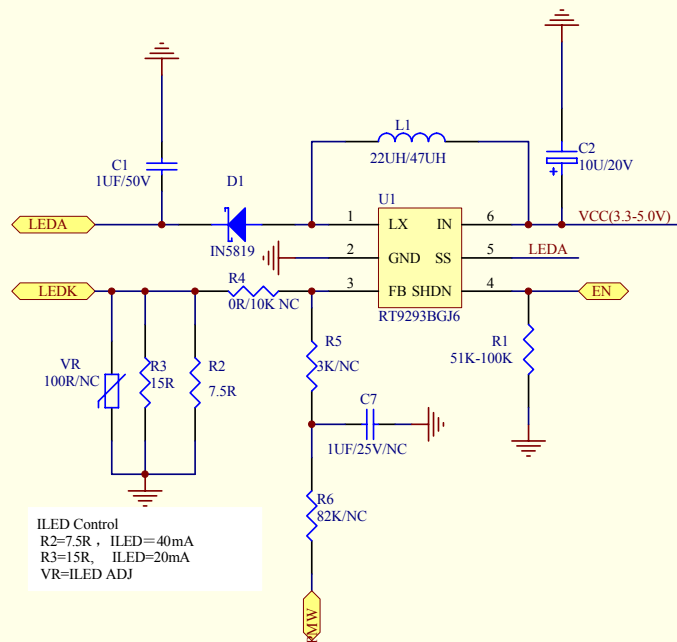 L1
22UH/47UH
C2
10U/20V
C1
1UF/50V
D1
IN5819
U1
LEDA
1
LX
IN
6
VCC(3.3-5.0V)
2
GND
SS
5
LEDA
LEDK
R4
0R/10K NC
3
FB
SHDN
4
EN
RT9293BGJ6
VR
100R/NC
R3
15R
R2
7.5R
R5
3K/NC
R1
51K-100K
C7
1UF/25V/NC
R6
82K/NC
ILED Control
R2=7.5R , ILED=40mA
R3=15R, ILED=20mA
VR=ILED ADJ